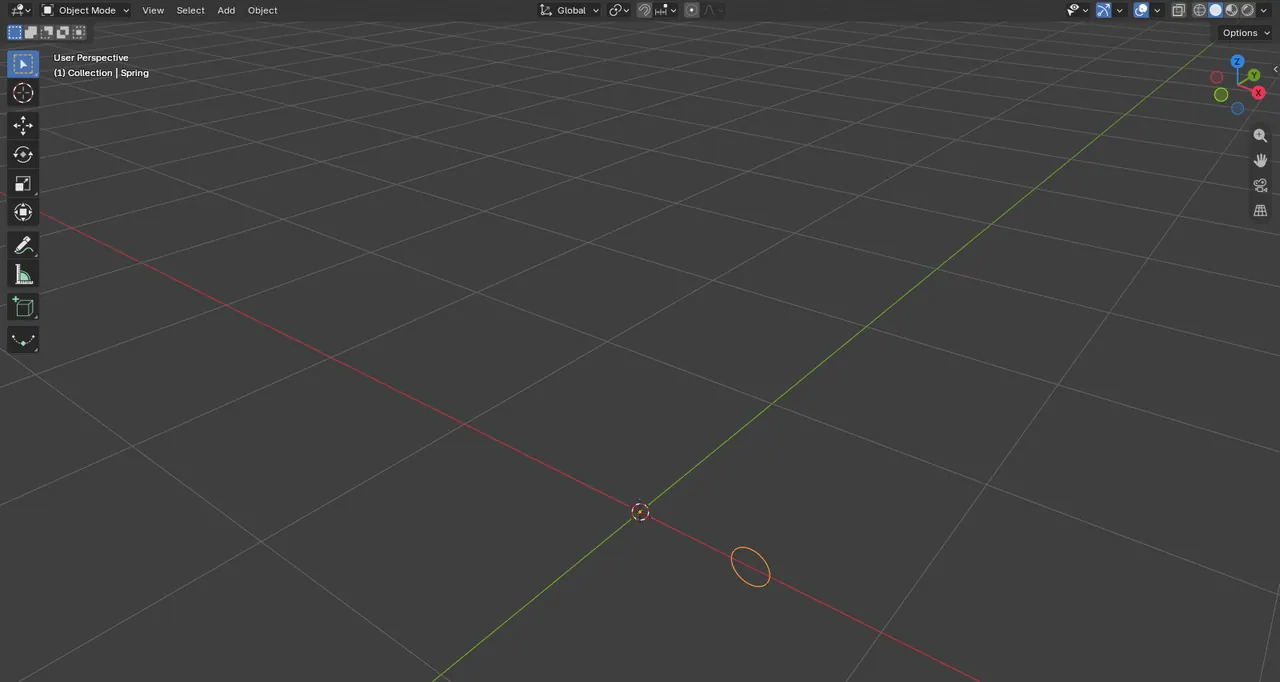 Object Mode View Select Add Object Global
Options
User Perspective
(1) Collection | Spring
Z
Y
X